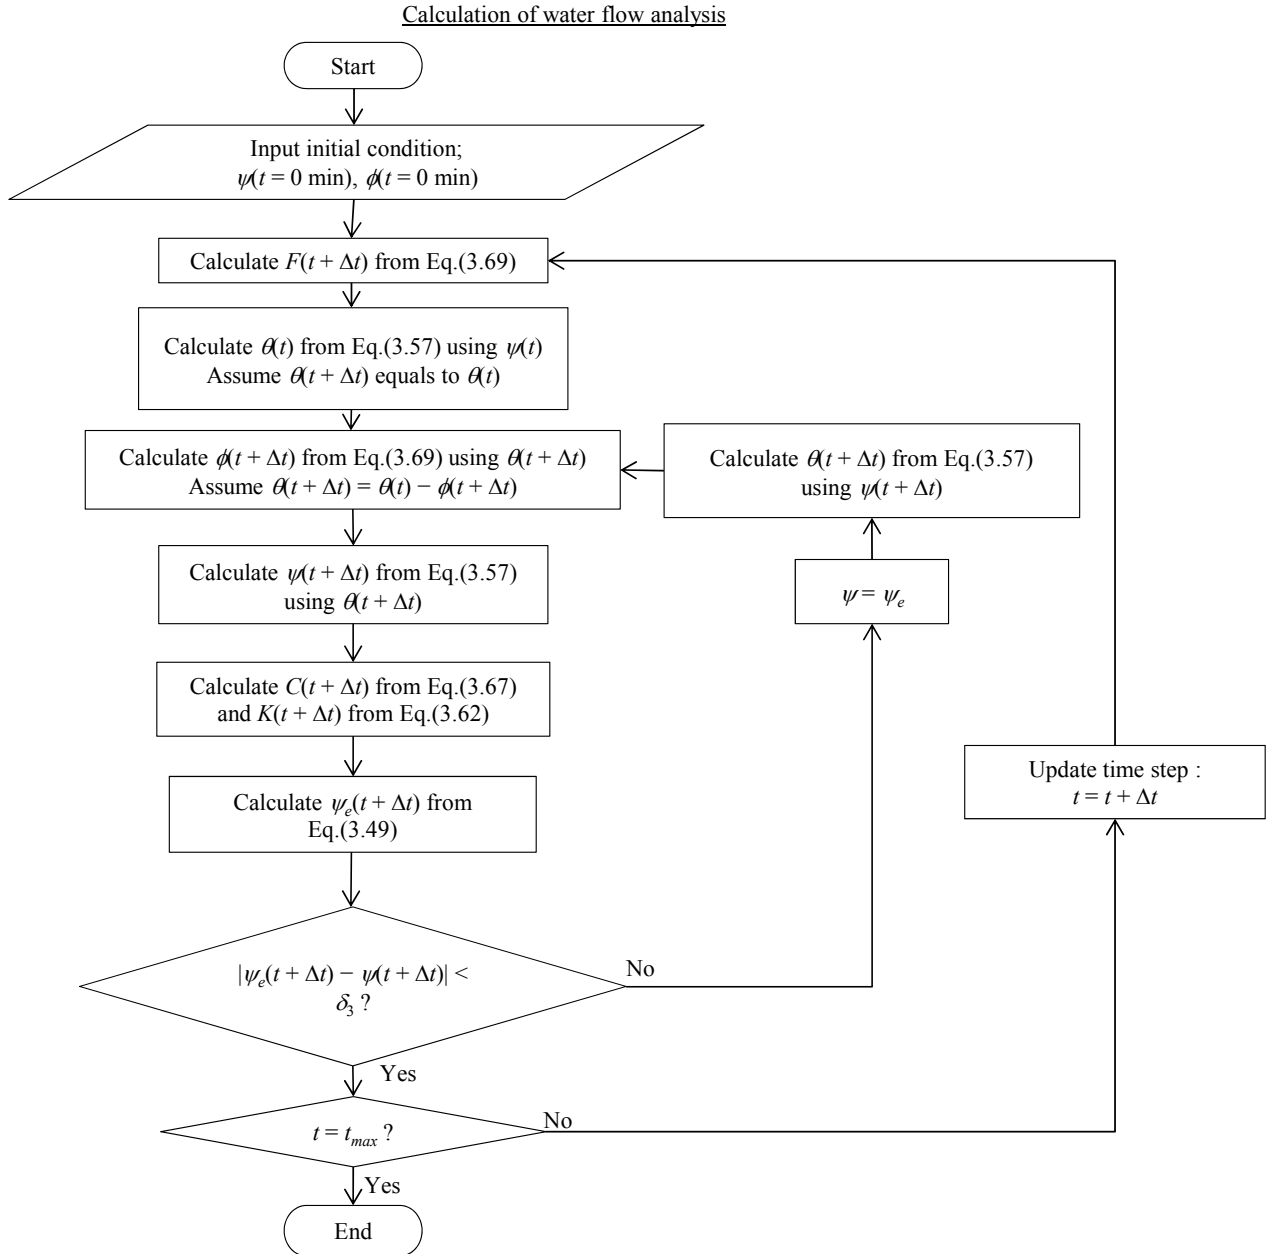 Calculation of water flow analysis
Start
Input initial condition;
ψ(t = 0 min), ϕ(t = 0 min)
Calculate F(t + Δt) from Eq.(3.69)
Calculate θ(t) from Eq.(3.57) using ψ(t)
Assume θ(t + Δt) equals to θ(t)
Calculate ϕ(t + Δt) from Eq.(3.69) using θ(t + Δt)
Assume θ(t + Δt) = θ(t) − ϕ(t + Δt)
Calculate θ(t + Δt) from Eq.(3.57)
using ψ(t + Δt)
Calculate ψ(t + Δt) from Eq.(3.57)
using θ(t + Δt)
ψ = ψe
Calculate C(t + Δt) from Eq.(3.67)
and K(t + Δt) from Eq.(3.62)
Update time step :
t = t + Δt
Calculate ψe(t + Δt) from
Eq.(3.49)
|ψe(t + Δt) − ψ(t + Δt)| <
δ3 ?
No
Yes
t = tmax ?
No
Yes
End